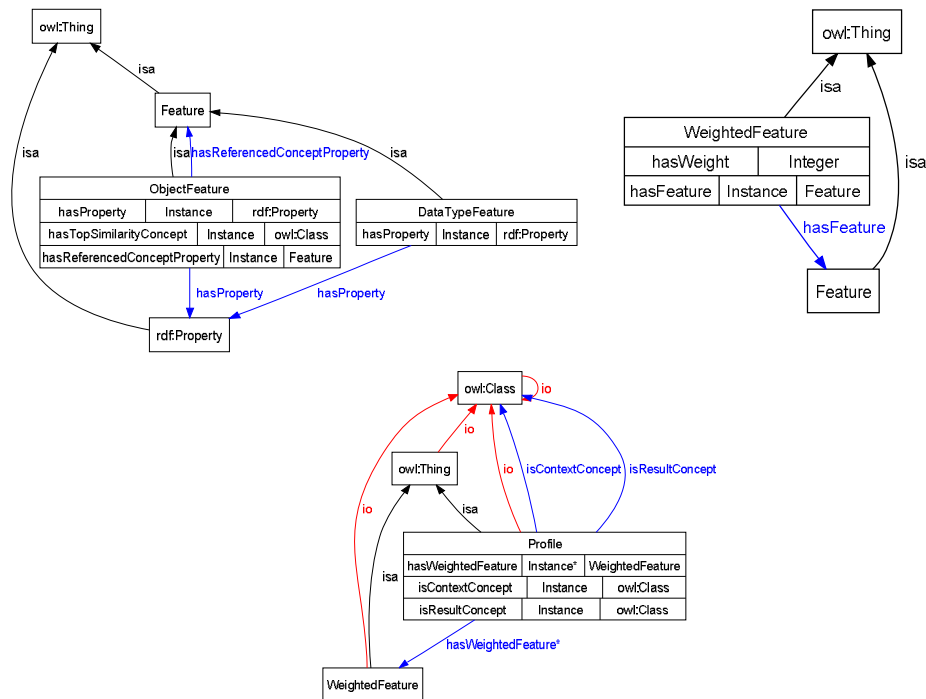 owl:Thing
isa
Feature
isa
isa
hasReferencedConceptProperty
isa
ObjectFeature
hasProperty Instance rdf:Property
hasTopSimilarityConcept Instance owl:Class
hasReferencedConceptProperty Instance Feature
DataTypeFeature
hasProperty Instance rdf:Property
hasProperty
hasProperty
rdf:Property
owl:Thing
isa
WeightedFeature
hasWeight Integer
hasFeature Instance Feature
isa
hasFeature
Feature
owl:Class
io
io
owl:Thing
io
isContextConcept
isResultConcept
io
isa
Profile
hasWeightedFeature Instance* WeightedFeature
isContextConcept Instance owl:Class
isResultConcept Instance owl:Class
isa
hasWeightedFeature*
WeightedFeature